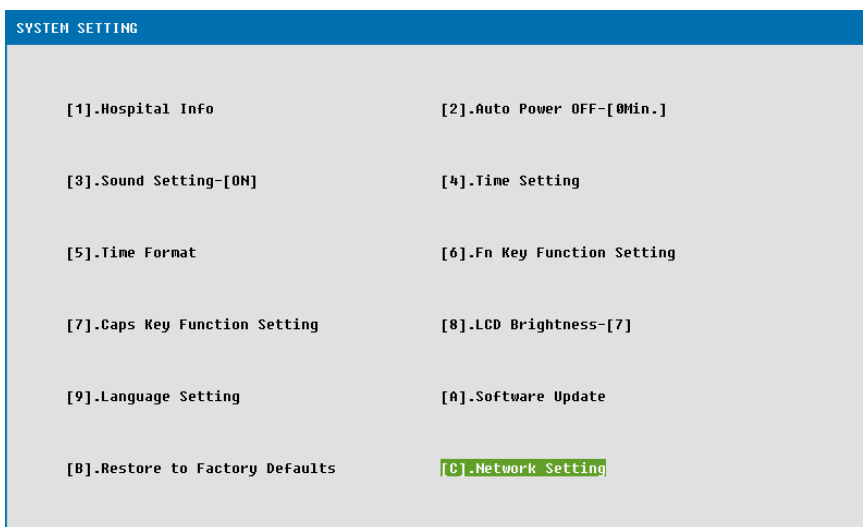 SYSTEM SETTING
[1].Hospital Info
[2].Auto Power OFF-[0Min.]
[3].Sound Setting-[ON]
[4].Time Setting
[5].Time Format
[6].Fn Key Function Setting
[7].Caps Key Function Setting
[8].LCD Brightness-[7]
[9].Language Setting
[A].Software Update
[B].Restore to Factory Defaults
[C].Network Setting